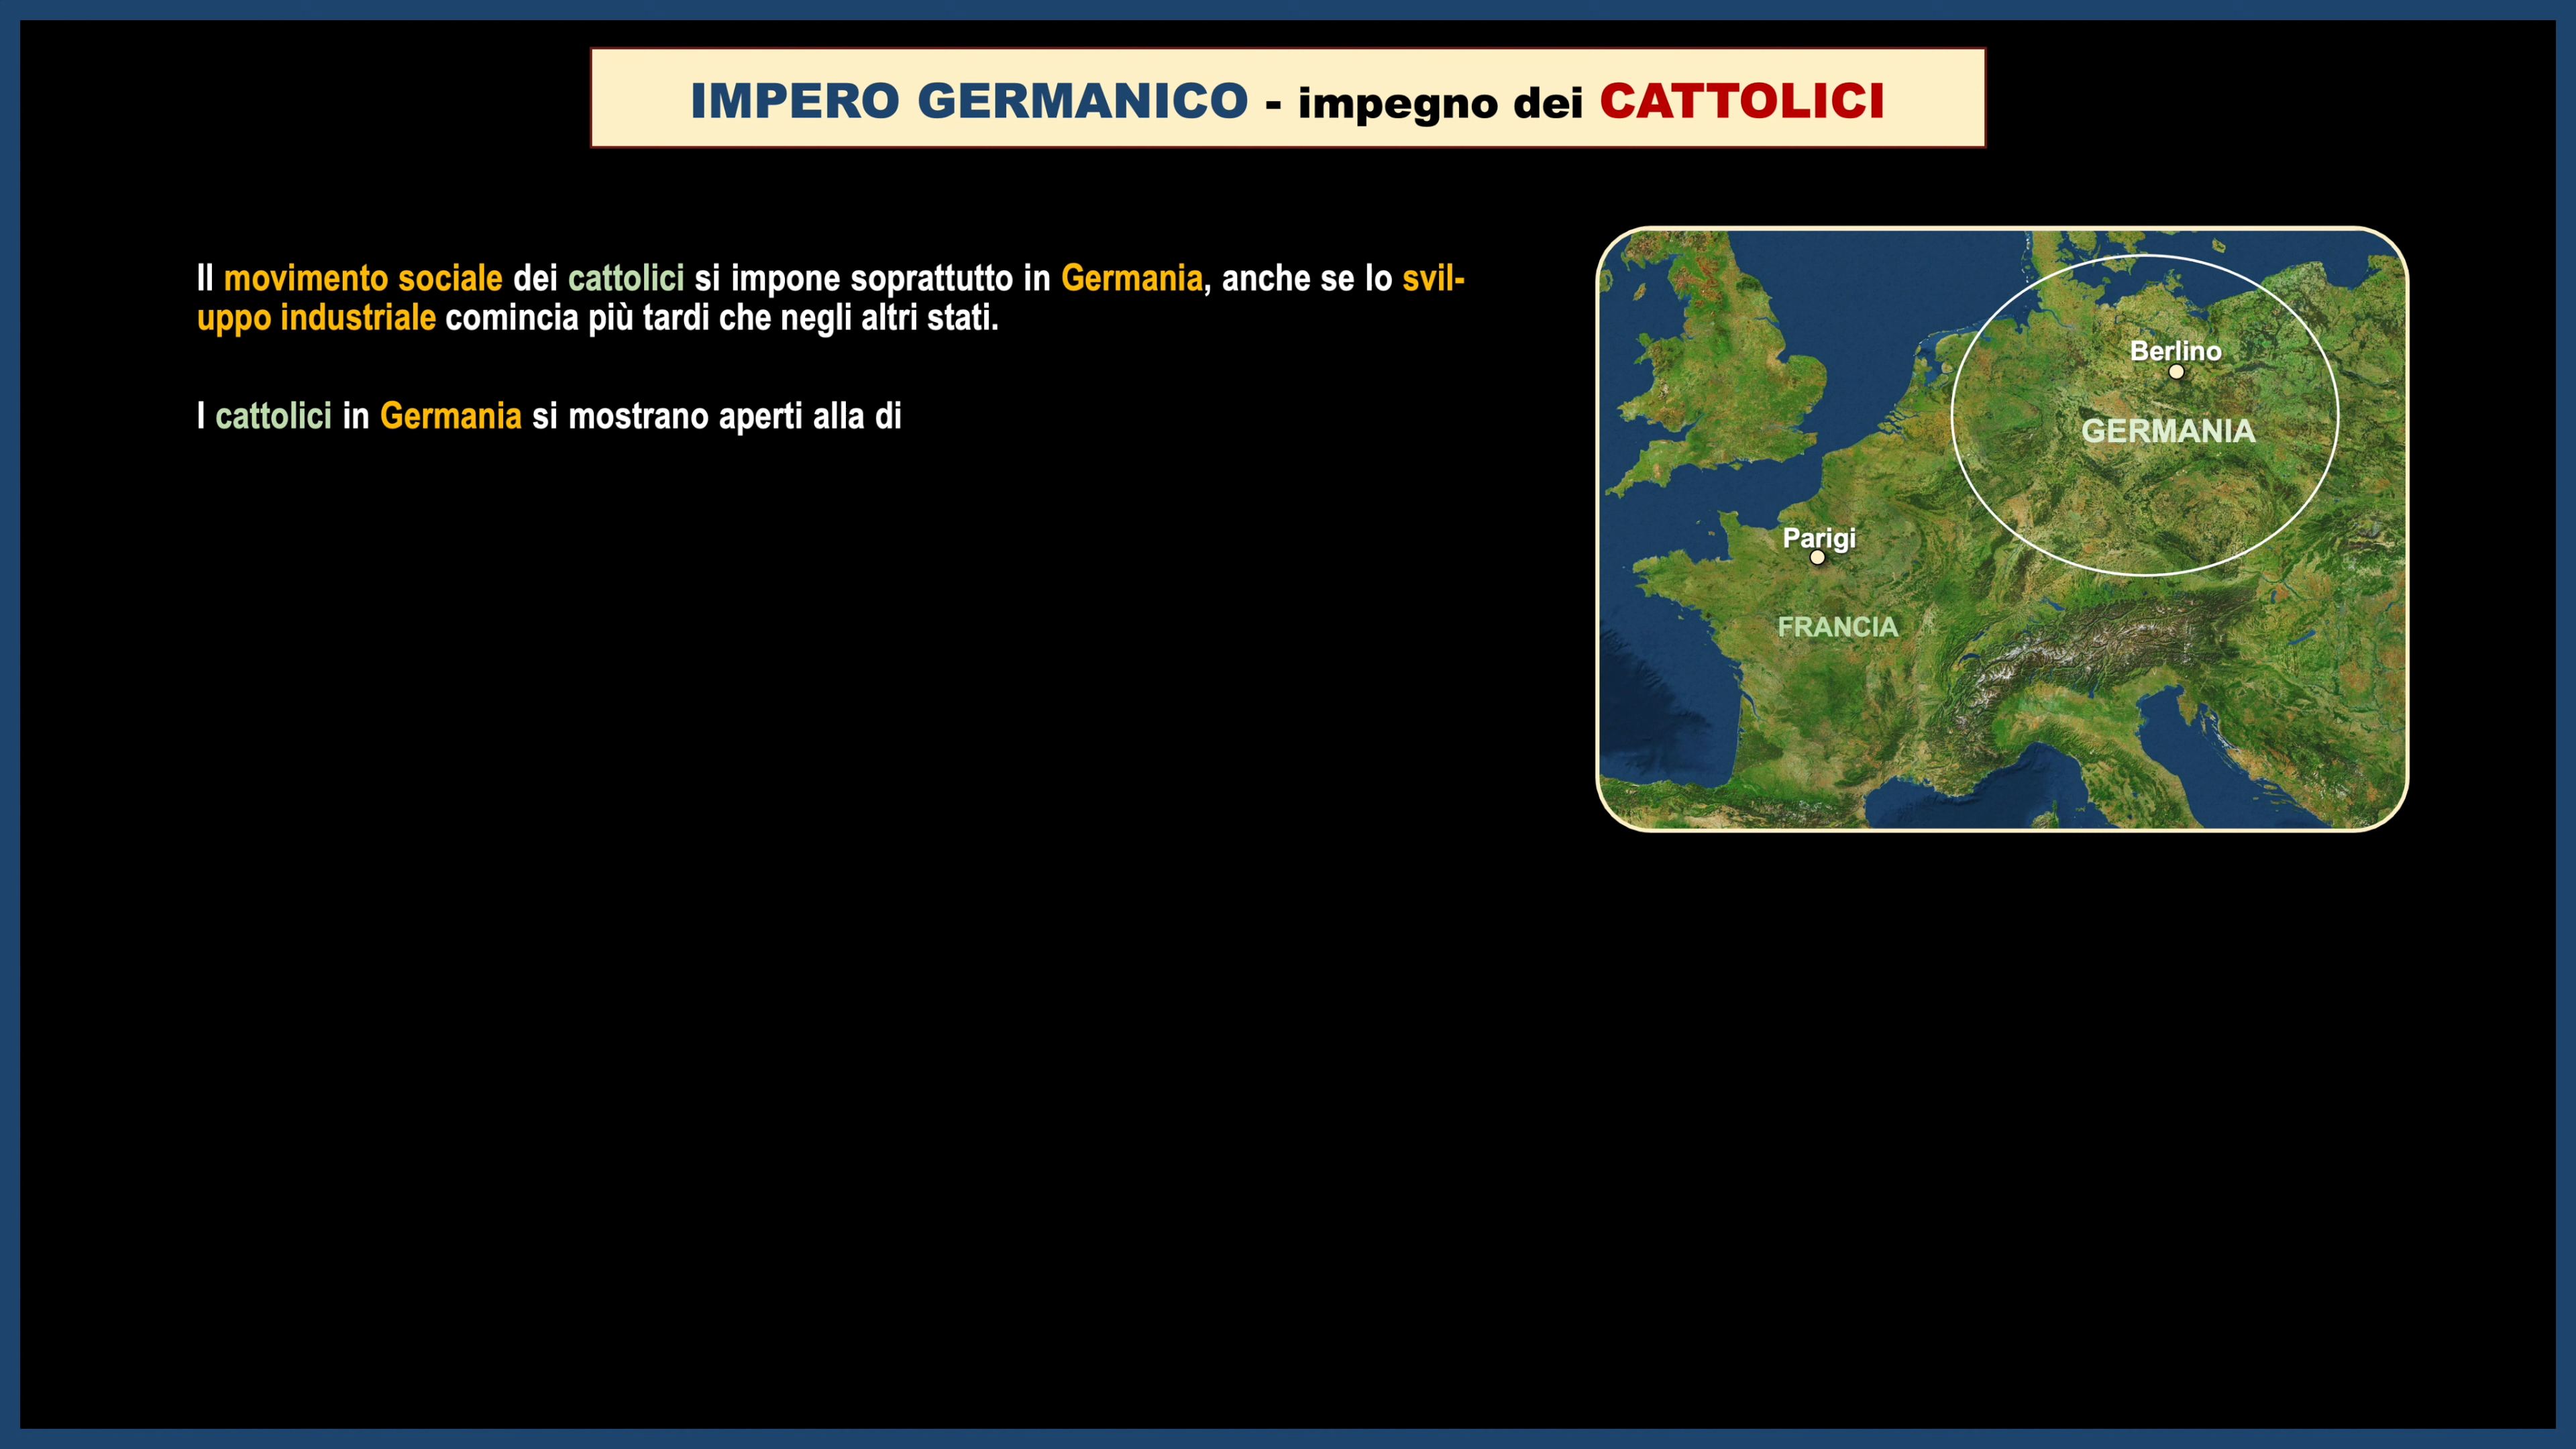 IMPERO GERMANICO - impegno dei CATTOLICI
Il movimento sociale dei cattolici si impone soprattutto in Germania, anche se lo svil-
uppo industriale comincia più tardi che negli altri stati.
I cattolici in Germania si mostrano aperti alla di
Berlino
GERMANIA
Parigi
FRANCIA